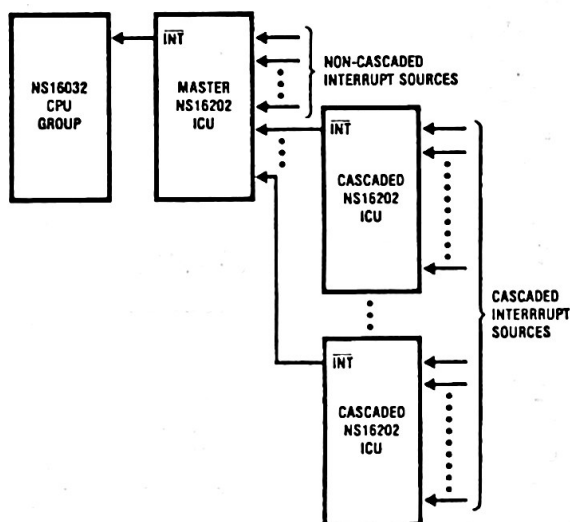 NS16032
CPU
GROUP
INT
MASTER
NS16202
ICU
NON-CASCADED
INTERRUPT SOURCES
INT
CASCADED
NS16202
ICU
CASCADED
INTERRRUPT
SOURCES
INT
CASCADED
NS16202
ICU